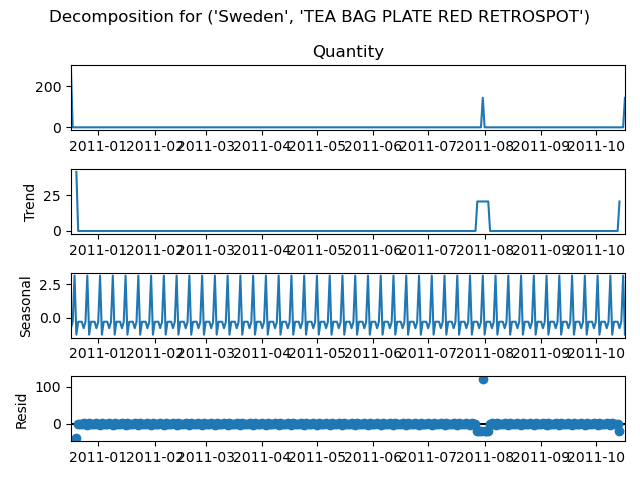 Decomposition for ('Sweden', 'TEA BAG PLATE RED RETROSPOT')
Quantity
200
0
2011-01 2011-02 2011-03 2011-04 2011-05 2011-06 2011-07 2011-08 2011-09 2011-10
Trend
25
0
2011-01 2011-02 2011-03 2011-04 2011-05 2011-06 2011-07 2011-08 2011-09 2011-10
Seasonal
2.5
0.0
2011-01 2011-02 2011-03 2011-04 2011-05 2011-06 2011-07 2011-08 2011-09 2011-10
Resid
100
0
2011-01 2011-02 2011-03 2011-04 2011-05 2011-06 2011-07 2011-08 2011-09 2011-10